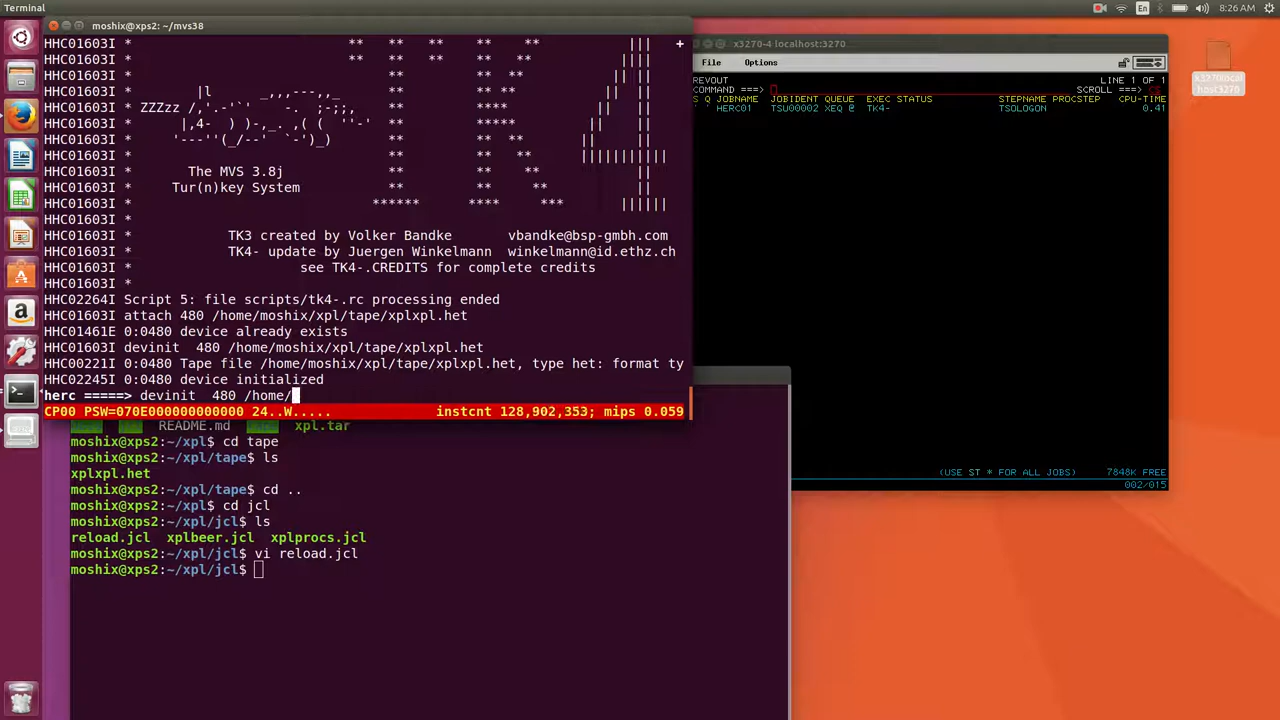 Terminal
En
8:26 AM
moshix@xps2: ~/mvs38
HHC01603I * ** ** ** ** ** ||| +
HHC01603I * ** ** ** ** ** ||||
HHC01603I * ** ** ** || ||
HHC01603I * |l _,,,---,,_ ** ** ** || ||
HHC01603I * ZZZzz /,'.-'`' -. ;-;;, ** **** || ||
HHC01603I * |,4- ) )-,_. ,( ( ''-' ** ***** || ||
HHC01603I * '---''(_/--' `-')_) ** ** ** || ||
HHC01603I * ** ** ** |||||||||||
HHC01603I * The MVS 3.8j ** ** ** ||
HHC01603I * Tur(n)key System ** ** ** ||
HHC01603I * ****** **** *** ||||||
HHC01603I *
HHC01603I * TK3 created by Volker Bandke vbandke@bsp-gmbh.com
HHC01603I * TK4- update by Juergen Winkelmann winkelmann@id.ethz.ch
HHC01603I * see TK4-.CREDITS for complete credits
HHC01603I *
HHC02264I Script 5: file scripts/tk4-.rc processing ended
HHC01603I attach 480 /home/moshix/xpl/tape/xplxpl.het
HHC01461E 0:0480 device already exists
HHC01603I devinit 480 /home/moshix/xpl/tape/xplxpl.het
HHC00221I 0:0480 Tape file /home/moshix/xpl/tape/xplxpl.het, type het: format ty
HHC02245I 0:0480 device initialized
herc =====> devinit 480 /home/
CP00 PSW=070E000000000000 24..W..... instcnt 128,902,353; mips 0.059
README.md xpl.tar
moshix@xps2:~/xpl$ cd tape
moshix@xps2:~/xpl/tape$ ls
xplxpl.het
moshix@xps2:~/xpl/tape$ cd ..
moshix@xps2:~/xpl$ cd jcl
moshix@xps2:~/xpl/jcl$ ls
reload.jcl xplbeer.jcl xplprocs.jcl
moshix@xps2:~/xpl/jcl$ vi reload.jcl
moshix@xps2:~/xpl/jcl$
x3270-4 localhost:3270
File Options
REVOUT LINE 1 OF 1
COMMAND ===> SCROLL ===> CS
S Q JOBNAME JOBIDENT QUEUE EXEC STATUS STEPNAME PROCSTEP CPU-TIME
' ' HERC01 TSU00002 XEQ @ TK4- TSOLOGON 0.41
(USE ST * FOR ALL JOBS) 7848K FREE
002/015
x3270local
host3270